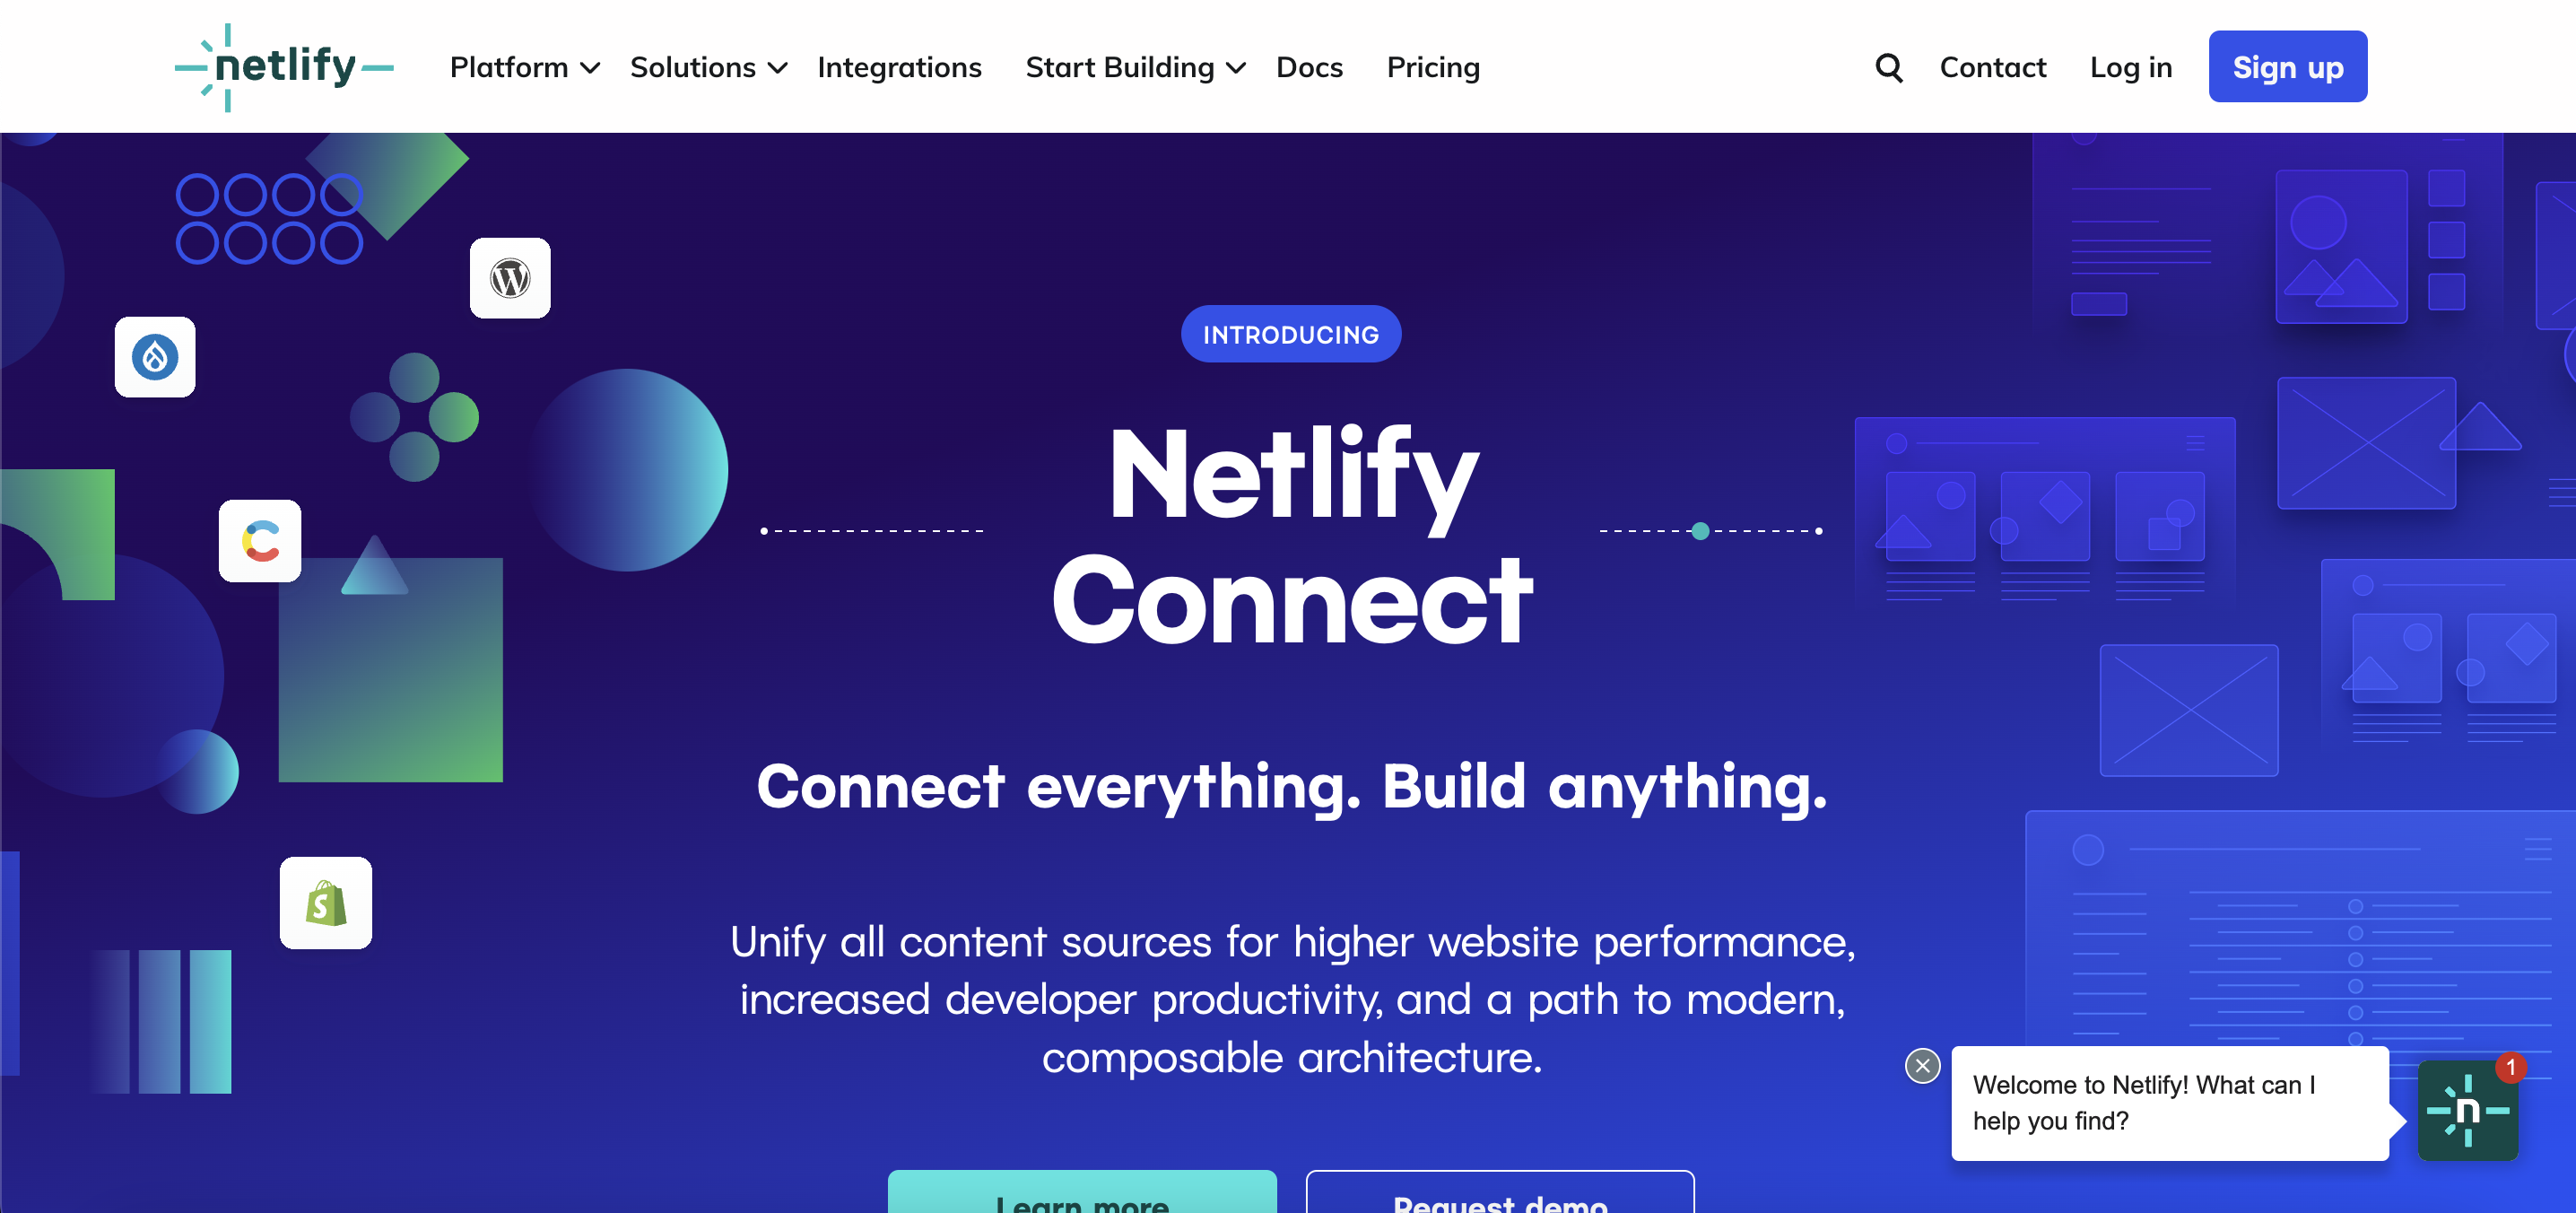 netlify
Platform
Solutions
Integrations
Start Building
Docs
Pricing
Contact
Log in
Sign up
INTRODUCING
Netlify
Connect
Connect everything. Build anything.
Unify all content sources for higher website performance,
increased developer productivity, and a path to modern,
composable architecture.
Learn more
Request demo
Welcome to Netlify! What can I
help you find?
1
n
W
C
S